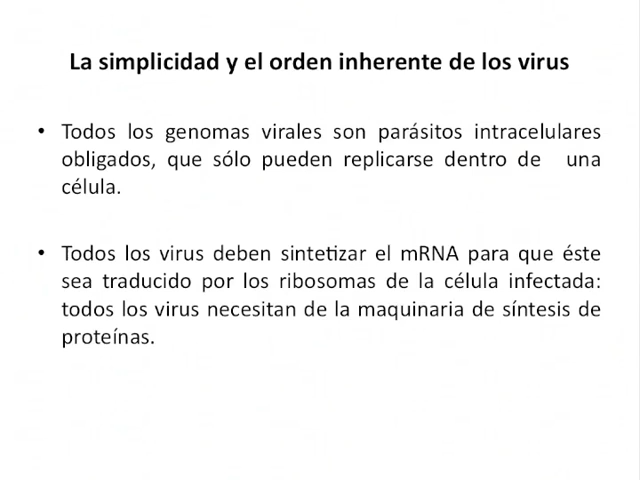 La simplicidad y el orden inherente de los virus
• Todos los genomas virales son parásitos intracelulares
obligados, que sólo pueden replicarse dentro de una
célula.
• Todos los virus deben sintetizar el mRNA para que éste
sea traducido por los ribosomas de la célula infectada:
todos los virus necesitan de la maquinaria de síntesis de
proteínas.